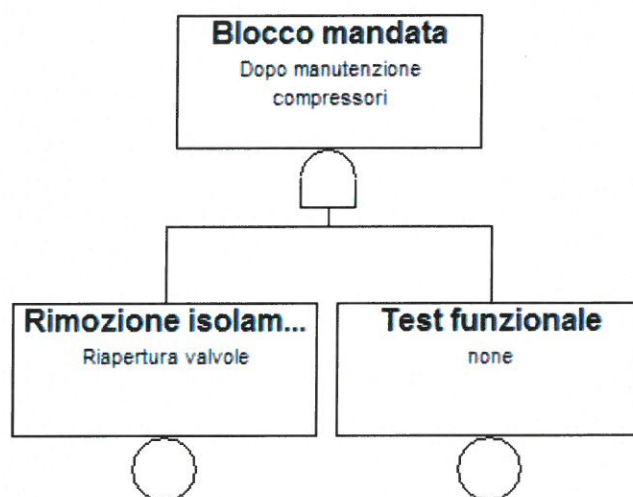 Blocco mandata
Dopo manutenzione
compressori
Rimozione isolam...
Riapertura valvole
Test funzionale
none